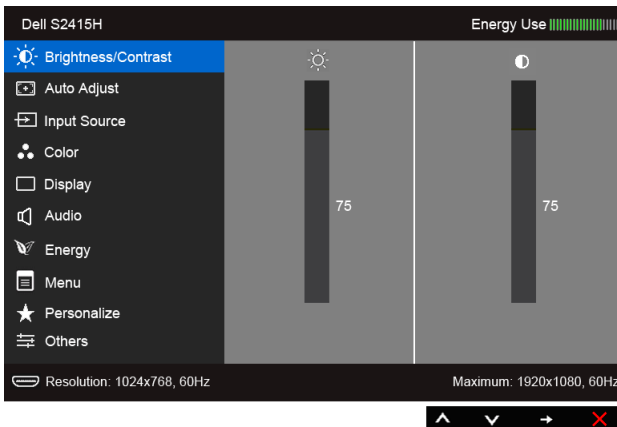 Dell S2415H
Energy Use
Brightness/Contrast
Auto Adjust
Input Source
Color
Display
Audio
Energy
Menu
Personalize
Others
75
75
Resolution: 1024x768, 60Hz
Maximum: 1920x1080, 60Hz